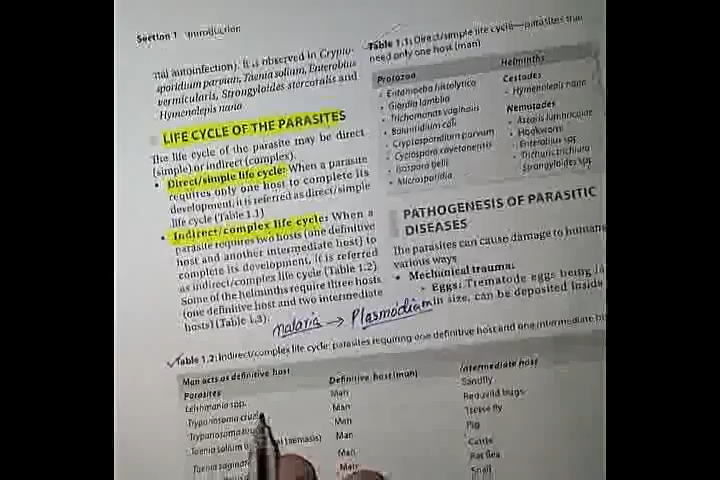 Section 1 Introduction
nal autoinfection). It is observed in Crypto-
sporidium parvum, Taenia solium, Enterobius
vermicularis, Strongyloides stercoralis and
Hymenolepis nana
LIFE CYCLE OF THE PARASITES
The life cycle of the parasite may be direct
(simple) or indirect (complex).
• Direct/simple life cycle: When a parasite
requires only one host to complete its
development, it is referred as direct/simple
life cycle (Table 1.1)
• Indirect/complex life cycle: When a
parasite requires two hosts (one definitive
host and another intermediate host) to
complete its development, it is referred
as indirect/complex life cycle (Table 1.2)
Some of the helminths require three hosts
(one definitive host and two intermediate
hosts) (Table 1.3).
malaria → Plasmodiam
Table 1.1: Direct/simple life cycle—parasites that
need only one host (man)
Protozoa Helminths
• Entamoeba histolytica
• Giardia lamblia
• Trichomonas vaginalis
• Balantidium coli
• Cryptosporidium parvum
• Cyclospora cayetanensis
• Isospora belli
• Microsporidia
Cestodes
• Hymenolepis nana
Nematodes
• Ascaris lumbricoides
• Hookworm
• Enterobius spp
• Trichuris trichiura
• Strongyloides spp
PATHOGENESIS OF PARASITIC
DISEASES
The parasites can cause damage to humans
various ways
• Mechanical trauma:
• Eggs: Trematode eggs being la
in size, can be deposited inside
Table 1.2: Indirect/complex life cycle: parasites requiring one definitive host and one intermediate
Man acts as definitive host
Parasites Definitive host (man) Intermediate host
Leishmania spp. Man Sandfly
Trypanosoma cruzi Man Reduviid bugs
Trypanosoma Man Tsetse fly
Taenia solium Man Pig
Taenia saginata Man Cattle
Man Rat flea
Snail